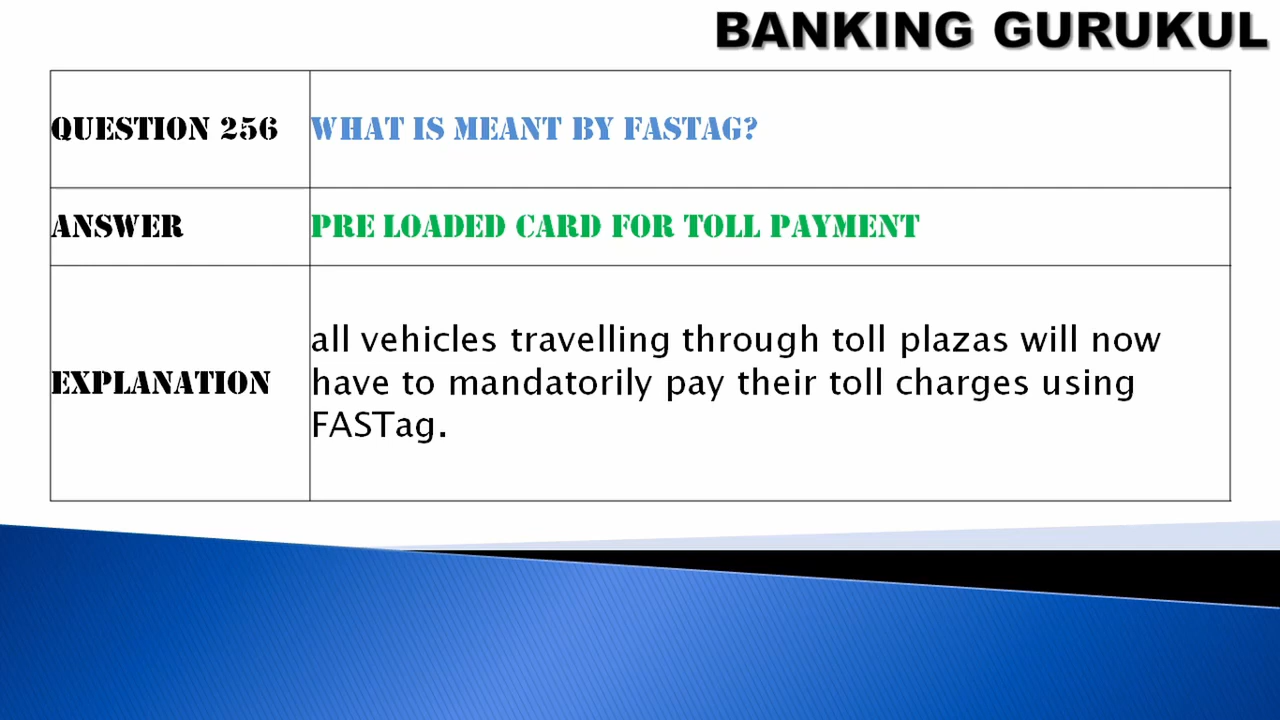 BANKING GURUKUL
QUESTION 256
WHAT IS MEANT BY FASTAG?
ANSWER
PRE LOADED CARD FOR TOLL PAYMENT
EXPLANATION
all vehicles travelling through toll plazas will now
have to mandatorily pay their toll charges using
FASTag.